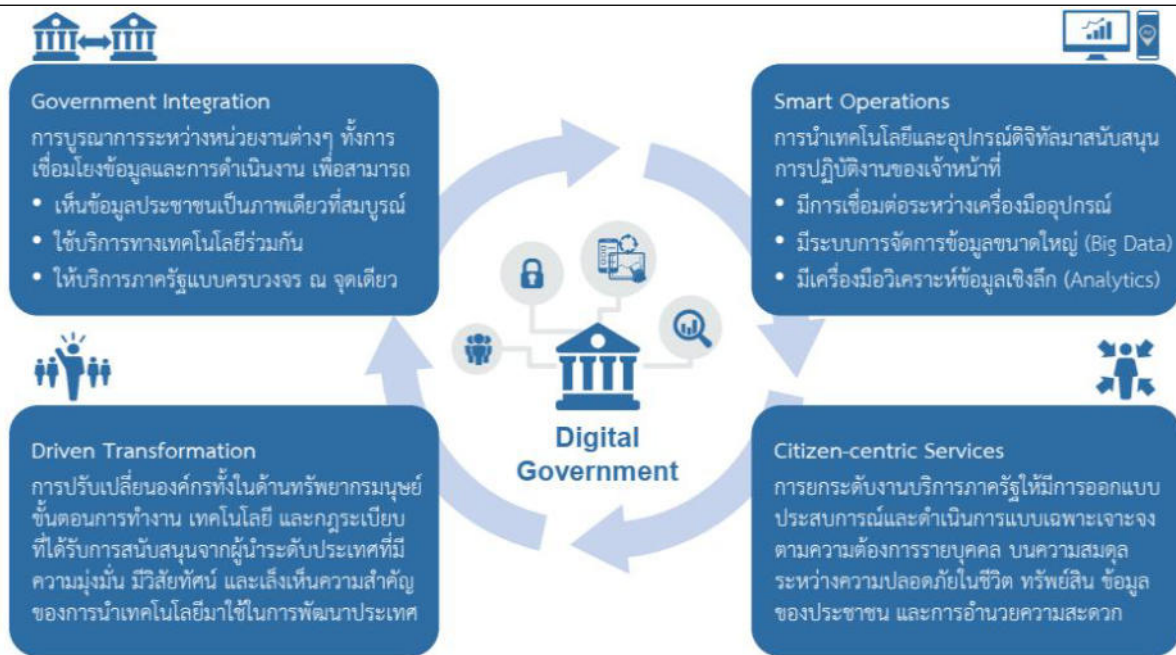 Government Integration
การบูรณาการระหว่างหน่วยงานต่างๆ ทั้งการ
เชื่อมโยงข้อมูลและการดำเนินงาน เพื่อสามารถ
• เห็นข้อมูลประชาชนเป็นภาพเดียวที่สมบูรณ์
• ใช้บริการทางเทคโนโลยีร่วมกัน
• ให้บริการภาครัฐแบบครบวงจร ณ จุดเดียว
Smart Operations
การนำเทคโนโลยีและอุปกรณ์ดิจิทัลมาสนับสนุน
การปฏิบัติงานของเจ้าหน้าที่
• มีการเชื่อมต่อระหว่างเครื่องมืออุปกรณ์
• มีระบบการจัดการข้อมูลขนาดใหญ่ (Big Data)
• มีเครื่องมือวิเคราะห์ข้อมูลเชิงลึก (Analytics)
Digital
Government
Driven Transformation
การปรับเปลี่ยนองค์กรทั้งในด้านทรัพยากรมนุษย์
ขั้นตอนการทำงาน เทคโนโลยี และกฎระเบียบ
ที่ได้รับการสนับสนุนจากผู้นำระดับประเทศที่มี
ความมุ่งมั่น มีวิสัยทัศน์ และเล็งเห็นความสำคัญ
ของการนำเทคโนโลยีมาใช้ในการพัฒนาประเทศ
Citizen-centric Services
การยกระดับงานบริการภาครัฐให้มีการออกแบบ
ประสบการณ์และดำเนินการแบบเฉพาะเจาะจง
ตามความต้องการรายบุคคล บนความสมดุล
ระหว่างความปลอดภัยในชีวิต ทรัพย์สิน ข้อมูล
ของประชาชน และการอำนวยความสะดวก